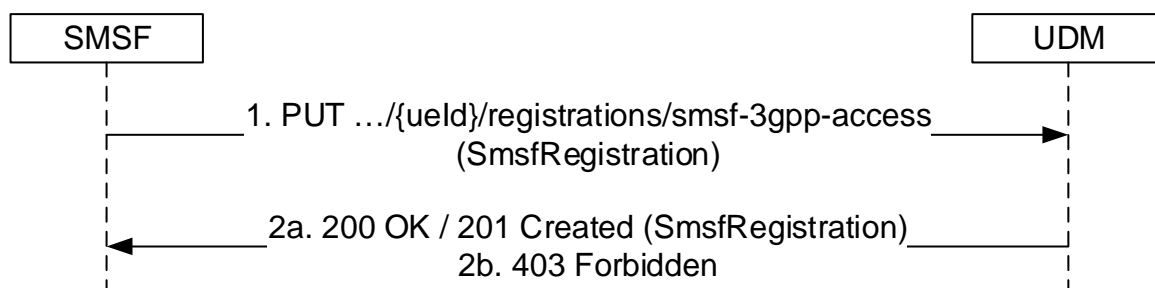 SMSF
UDM
1. PUT …/{ueId}/registrations/smsf-3gpp-access
(SmsfRegistration)
2a. 200 OK / 201 Created (SmsfRegistration)
2b. 403 Forbidden